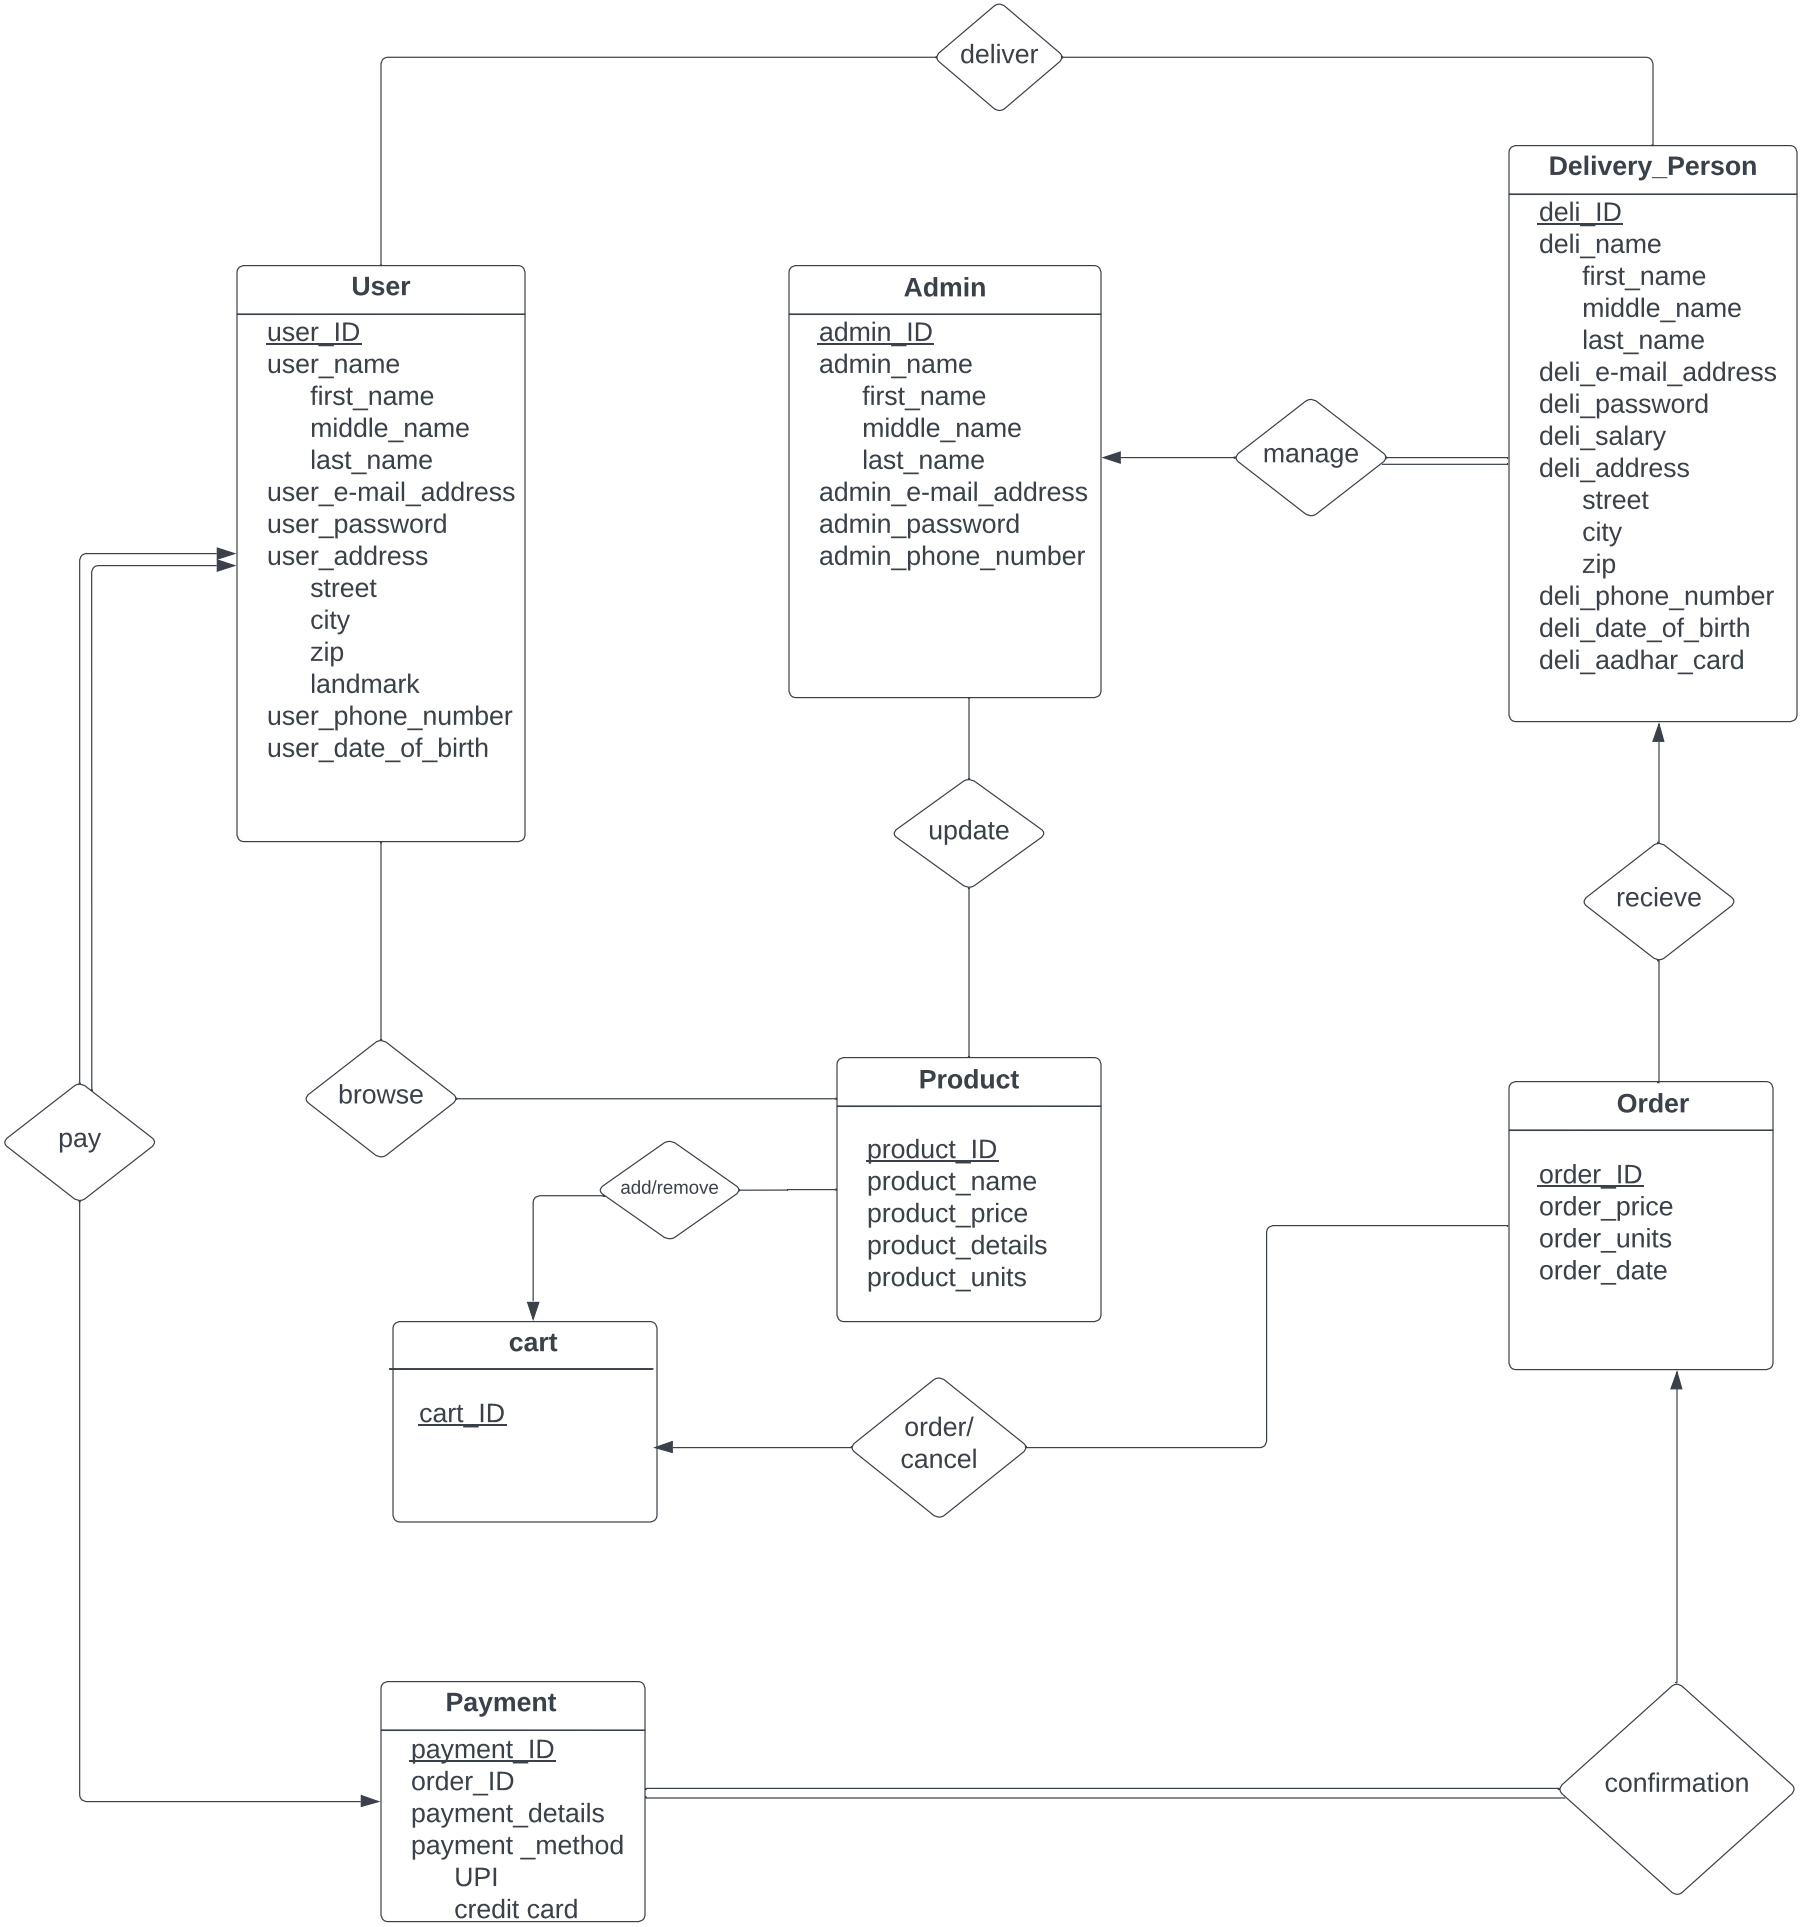 deliver
Delivery_Person
deli_ID
deli_name
first_name
middle_name
last_name
deli_e-mail_address
deli_password
deli_salary
deli_address
street
city
zip
deli_phone_number
deli_date_of_birth
deli_aadhar_card
User
user_ID
user_name
first_name
middle_name
last_name
user_e-mail_address
user_password
user_address
street
city
zip
landmark
user_phone_number
user_date_of_birth
Admin
admin_ID
admin_name
first_name
middle_name
last_name
admin_e-mail_address
admin_password
admin_phone_number
manage
update
recieve
browse
pay
Product
product_ID
product_name
product_price
product_details
product_units
add/remove
Order
order_ID
order_price
order_units
order_date
cart
cart_ID
order/
cancel
Payment
payment_ID
order_ID
payment_details
payment _method
UPI
credit card
confirmation